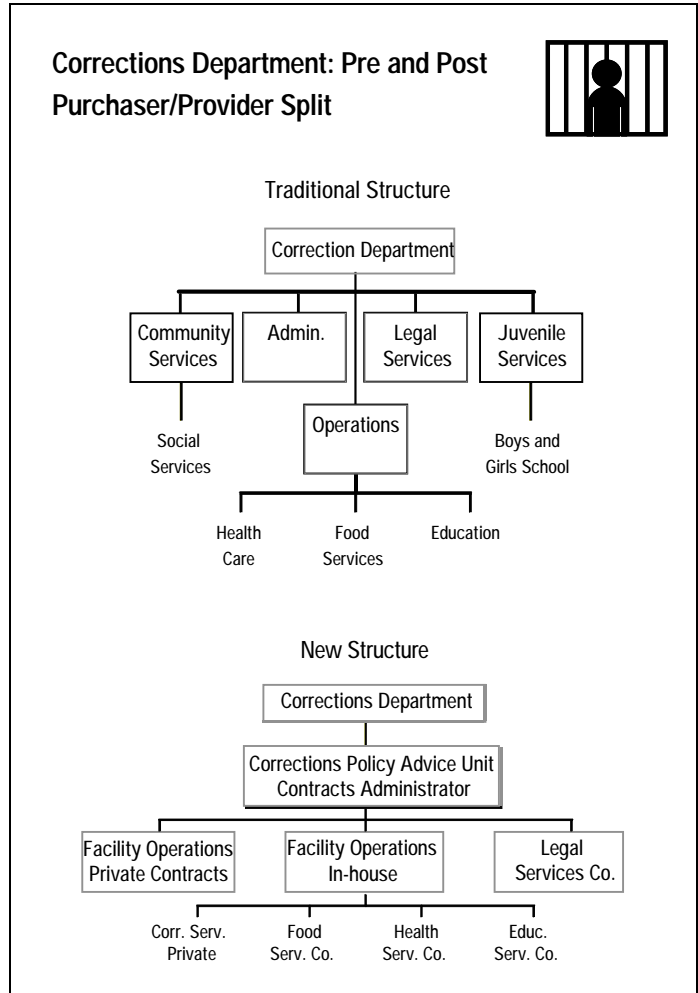 Corrections Department: Pre and Post
Purchaser/Provider Split
Traditional Structure
Correction Department
Community
Services
Admin.
Legal
Services
Juvenile
Services
Operations
Social
Services
Boys and
Girls School
Health
Care
Food
Services
Education
New Structure
Corrections Department
Corrections Policy Advice Unit
Contracts Administrator
Facility Operations
Private Contracts
Facility Operations
In-house
Legal
Services Co.
Corr. Serv.
Private
Food
Serv. Co.
Health
Serv. Co.
Educ.
Serv. Co.